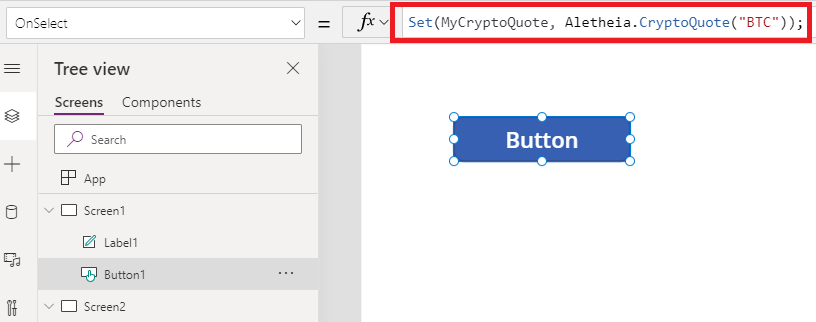 OnSelect = fx Set(MyCryptoQuote, Aletheia.CryptoQuote("BTC"));
Tree view
Screens Components
Search
App
Screen1
Label1
Button1
Screen2
Button